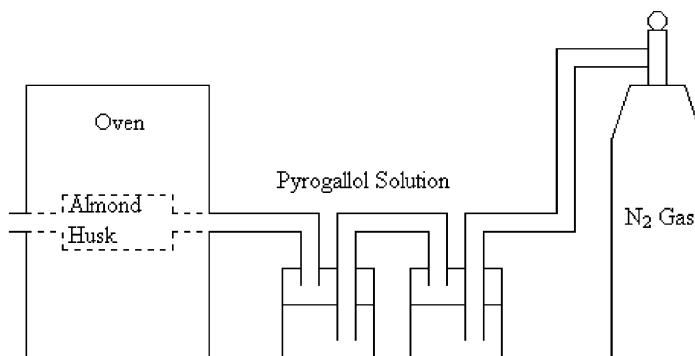 Oven
Almond
Husk
Pyrogallol Solution
N₂ Gas